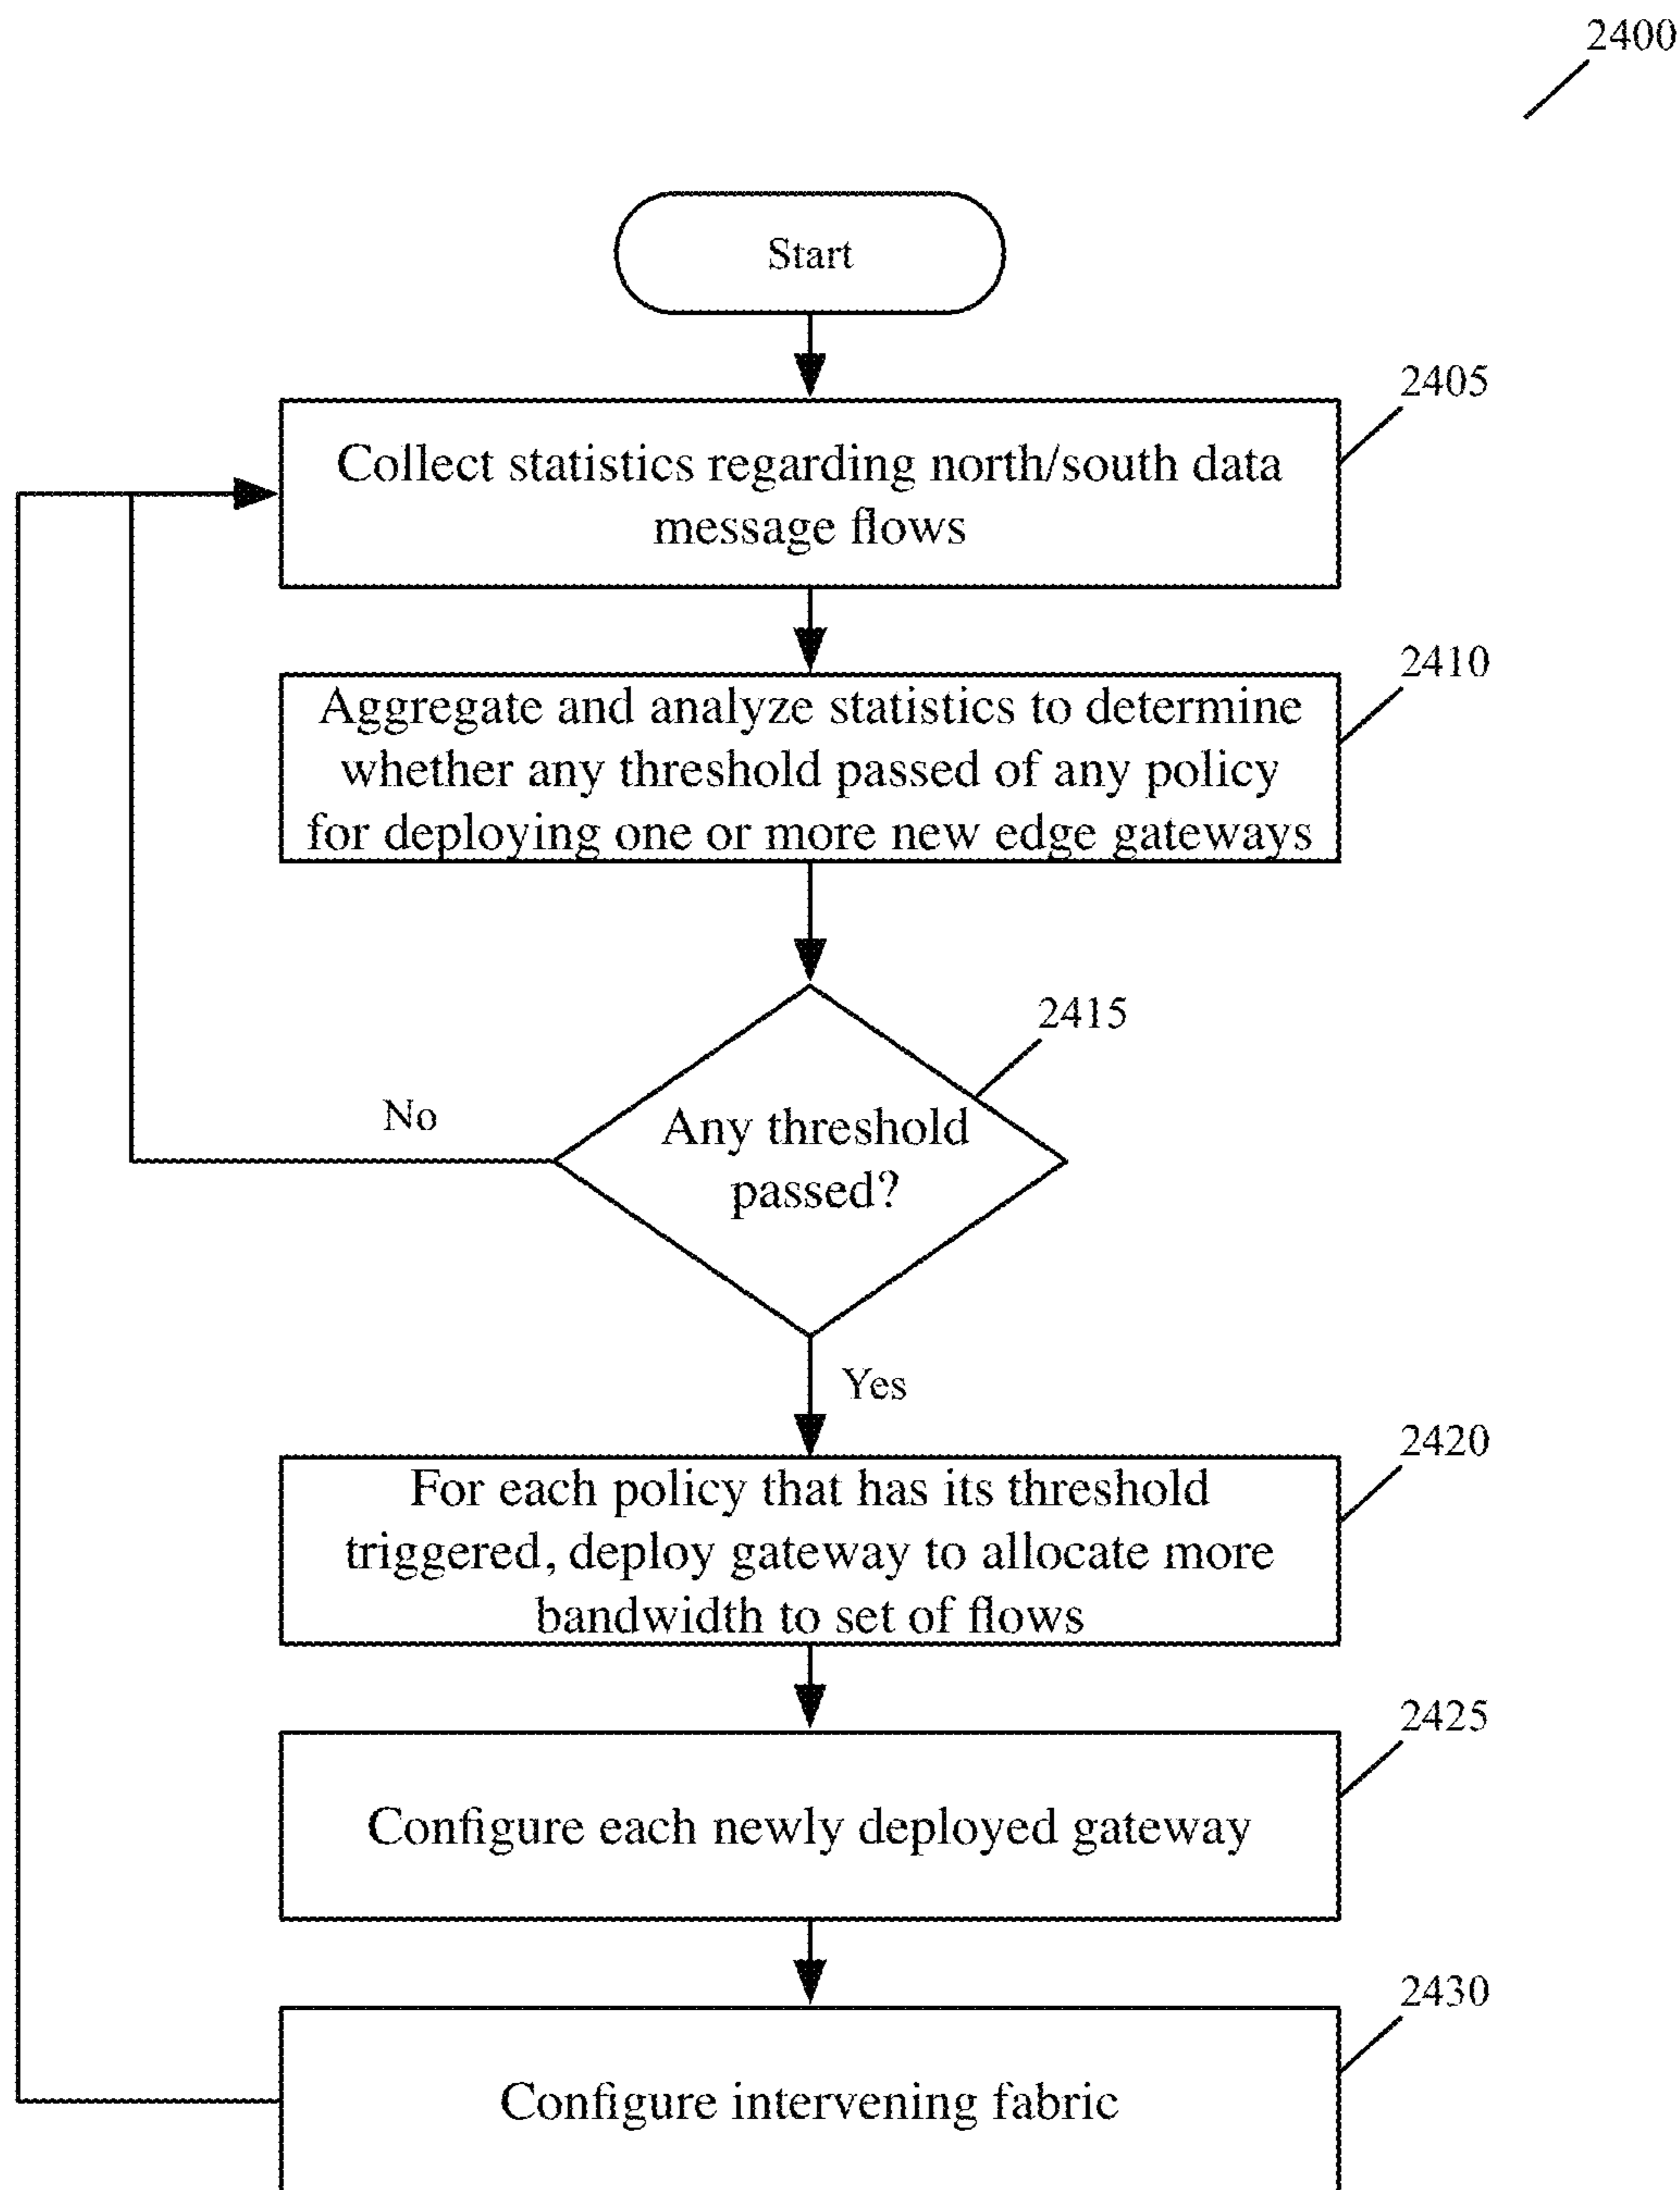 2400
Start
2405
Collect statistics regarding north/south data
message flows
2410
Aggregate and analyze statistics to determine
whether any threshold passed of any policy
for deploying one or more new edge gateways
2415
Any threshold
passed?
No
Yes
2420
For each policy that has its threshold
triggered, deploy gateway to allocate more
bandwidth to set of flows
2425
Configure each newly deployed gateway
2430
Configure intervening fabric